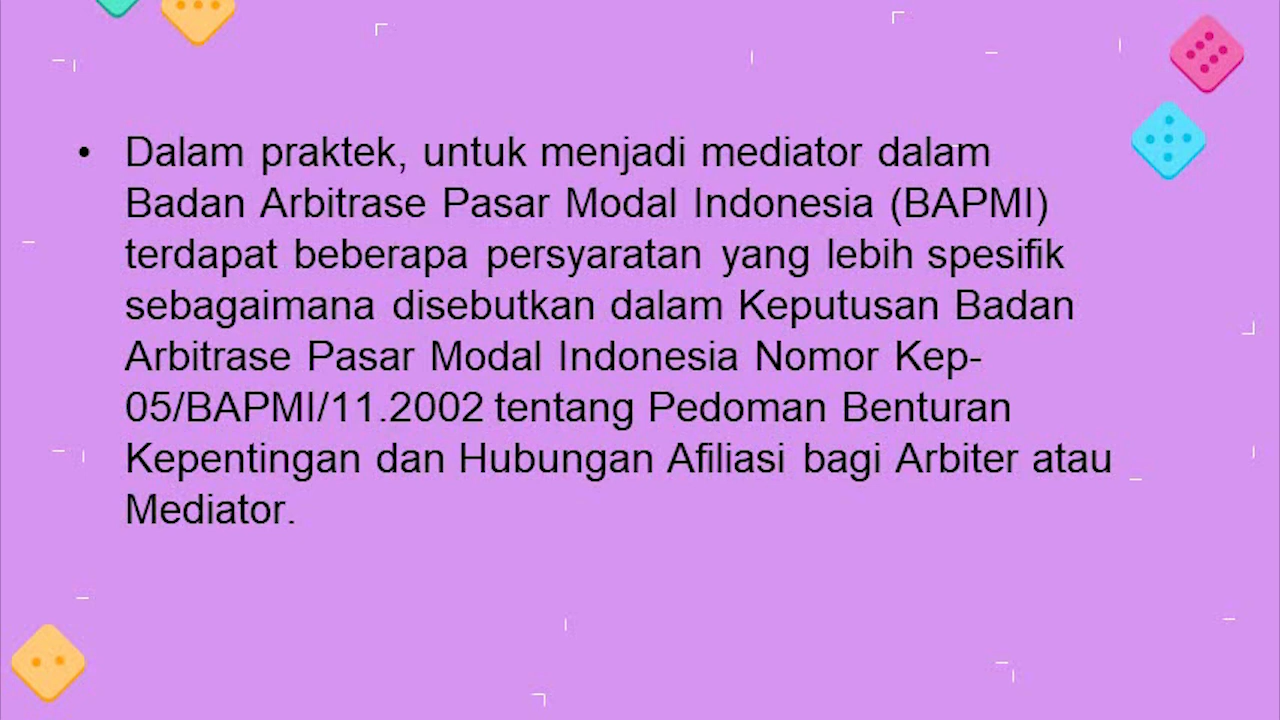 • Dalam praktek, untuk menjadi mediator dalam
Badan Arbitrase Pasar Modal Indonesia (BAPMI)
terdapat beberapa persyaratan yang lebih spesifik
sebagaimana disebutkan dalam Keputusan Badan
Arbitrase Pasar Modal Indonesia Nomor Kep-
05/BAPMI/11.2002 tentang Pedoman Benturan
Kepentingan dan Hubungan Afiliasi bagi Arbiter atau
Mediator.